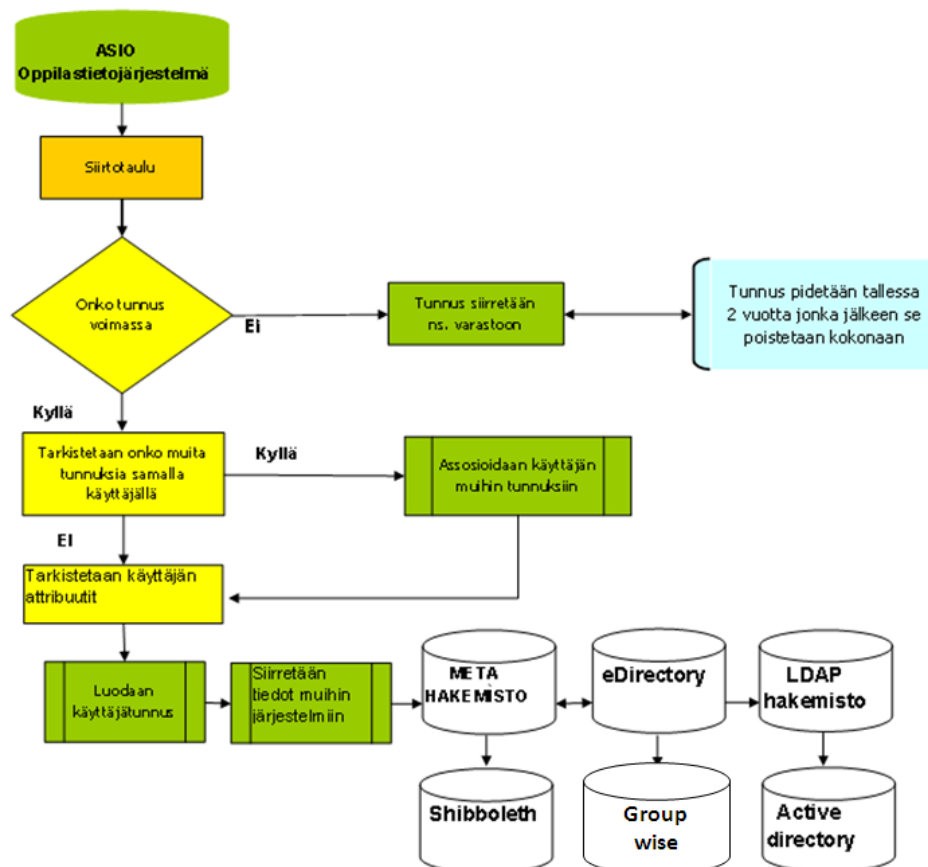 ASIO
Oppilastietojärjestelmä
Siirtotaulu
Onko tunnus
voimassa
Ei
Tunnus siirretään
ns. varastoon
Tunnus pidetään tallessa
2 vuotta jonka jälkeen se
poistetaan kokonaan
Kyllä
Tarkistetaan onko muita
tunnuksia samalla
käyttäjällä
Kyllä
Assosioidaan käyttäjän
muihin tunnuksiin
EI
Tarkistetaan käyttäjän
attribuutit
Luodaan
käyttäjätunnus
Siirretään
tiedot muihin
järjestelmiin
META
HAKEMISTO
eDirectory
LDAP
hakemisto
Shibboleth
Group
wise
Active
directory